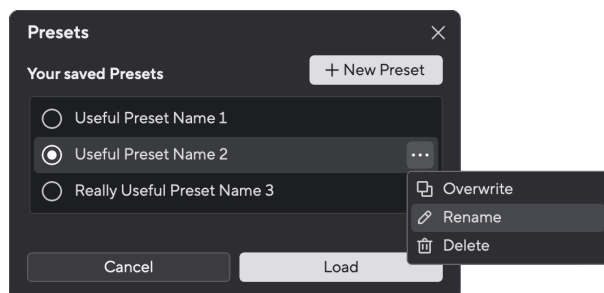 Presets
Your saved Presets
+ New Preset
Useful Preset Name 1
Useful Preset Name 2
Really Useful Preset Name 3
Overwrite
Rename
Delete
Cancel
Load